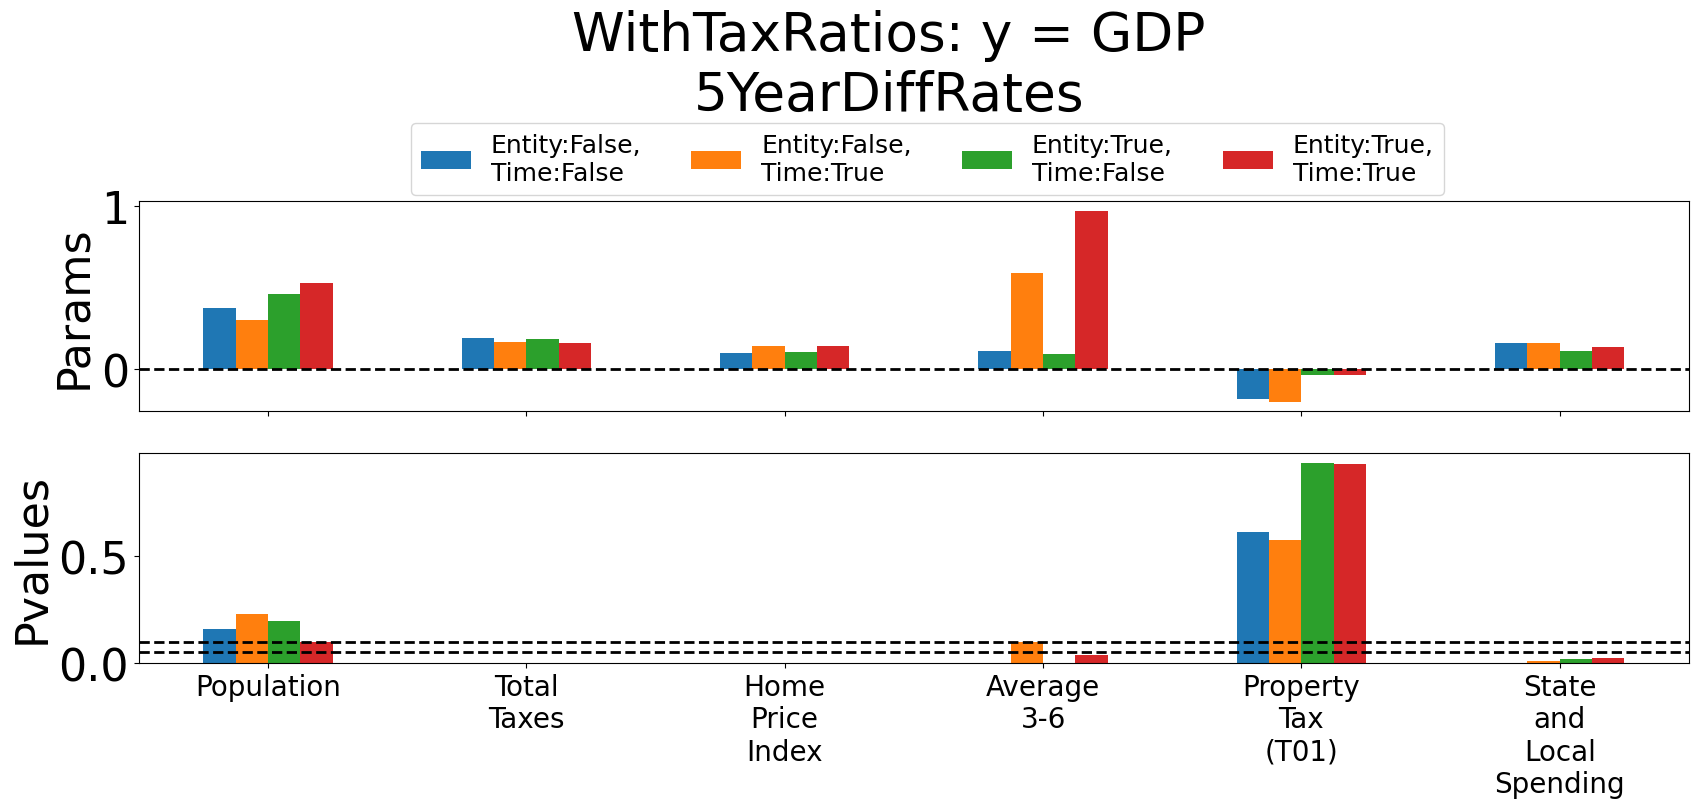 WithTaxRatios: y = GDP
5YearDiffRates
Entity:False,
Time:False
Entity:False,
Time:True
Entity:True,
Time:False
Entity:True,
Time:True
Params
1
0
Pvalues
0.5
0.0
Population
Total
Taxes
Home
Price
Index
Average
3-6
Property
Tax
(T01)
State
and
Local
Spending